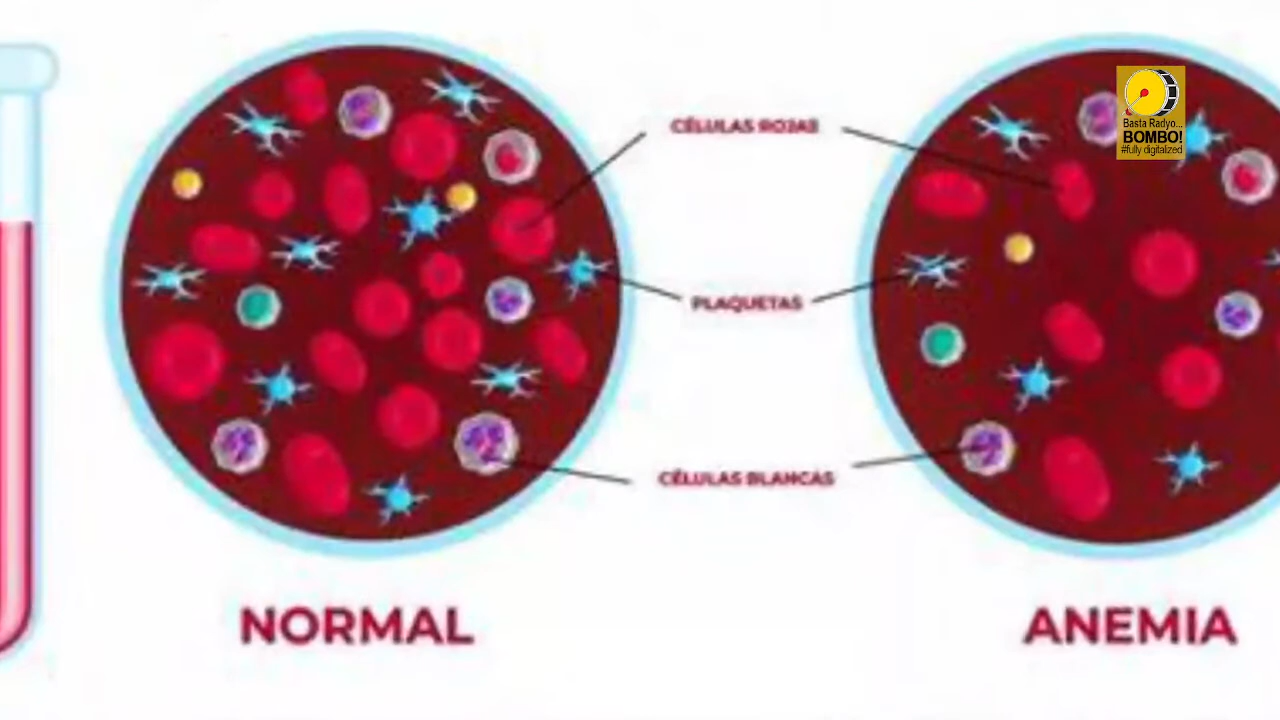 CÉLULAS ROJAS
PLAQUETAS
CÉLULAS BLANCAS
NORMAL
ANEMIA
Basta Radyo...
BOMBO!
#fully digitalized